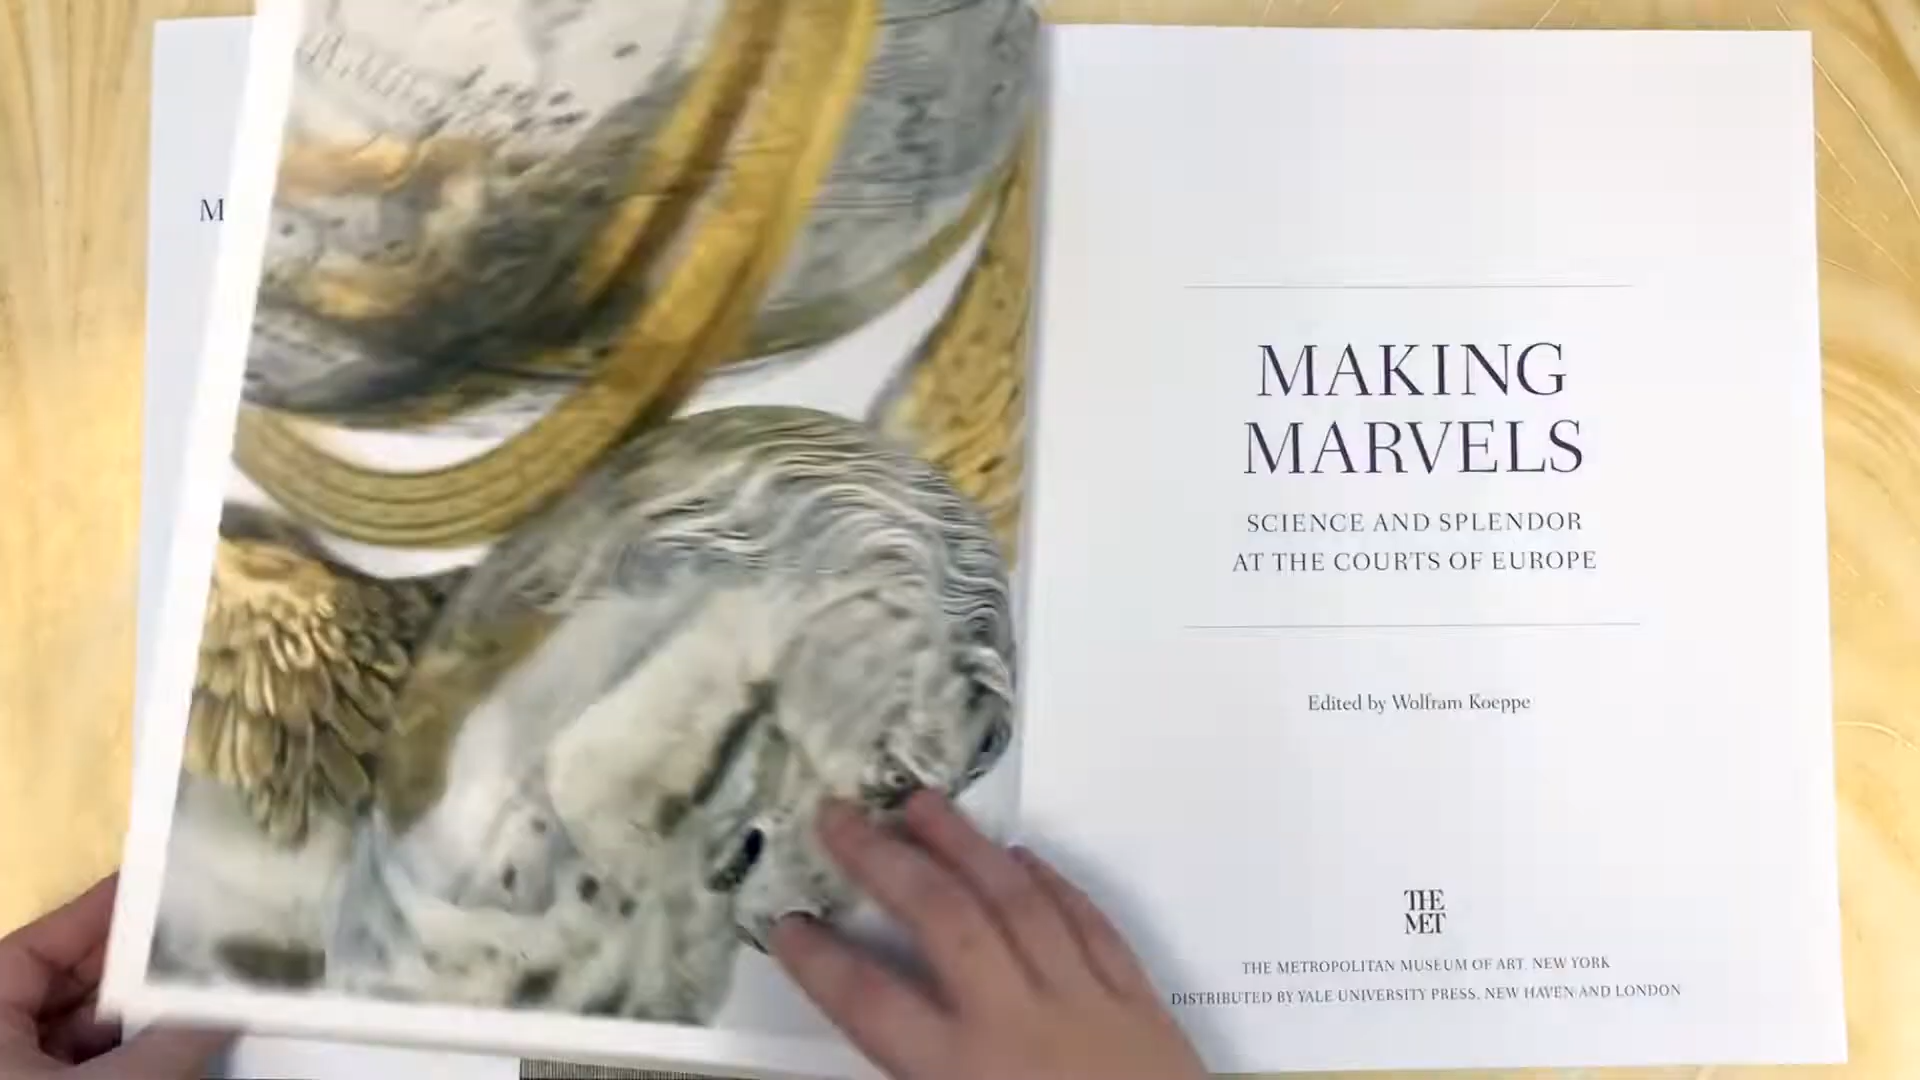 M
MAKING
MARVELS
SCIENCE AND SPLENDOR
AT THE COURTS OF EUROPE
Edited by Wolfram Koeppe
THE
MET
THE METROPOLITAN MUSEUM OF ART, NEW YORK
DISTRIBUTED BY YALE UNIVERSITY PRESS, NEW HAVEN AND LONDON